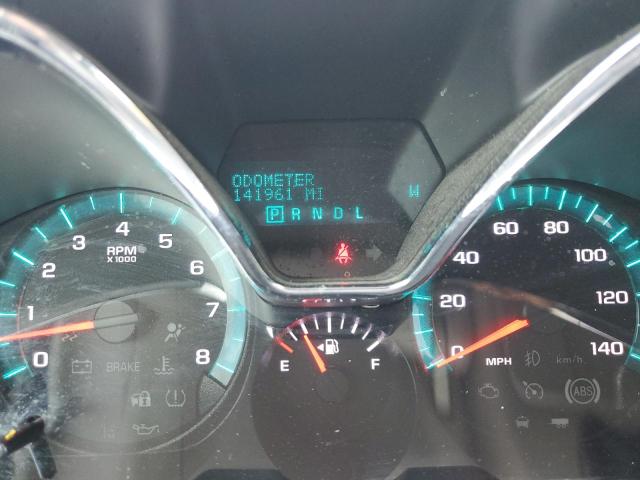 ODOMETER
141961 MI
W
P R N D L
0 1 2 3 4 5 6 7 8
RPM
X1000
BRAKE
E F
0 20 40 60 80 100 120 140
MPH
km/h
ABS